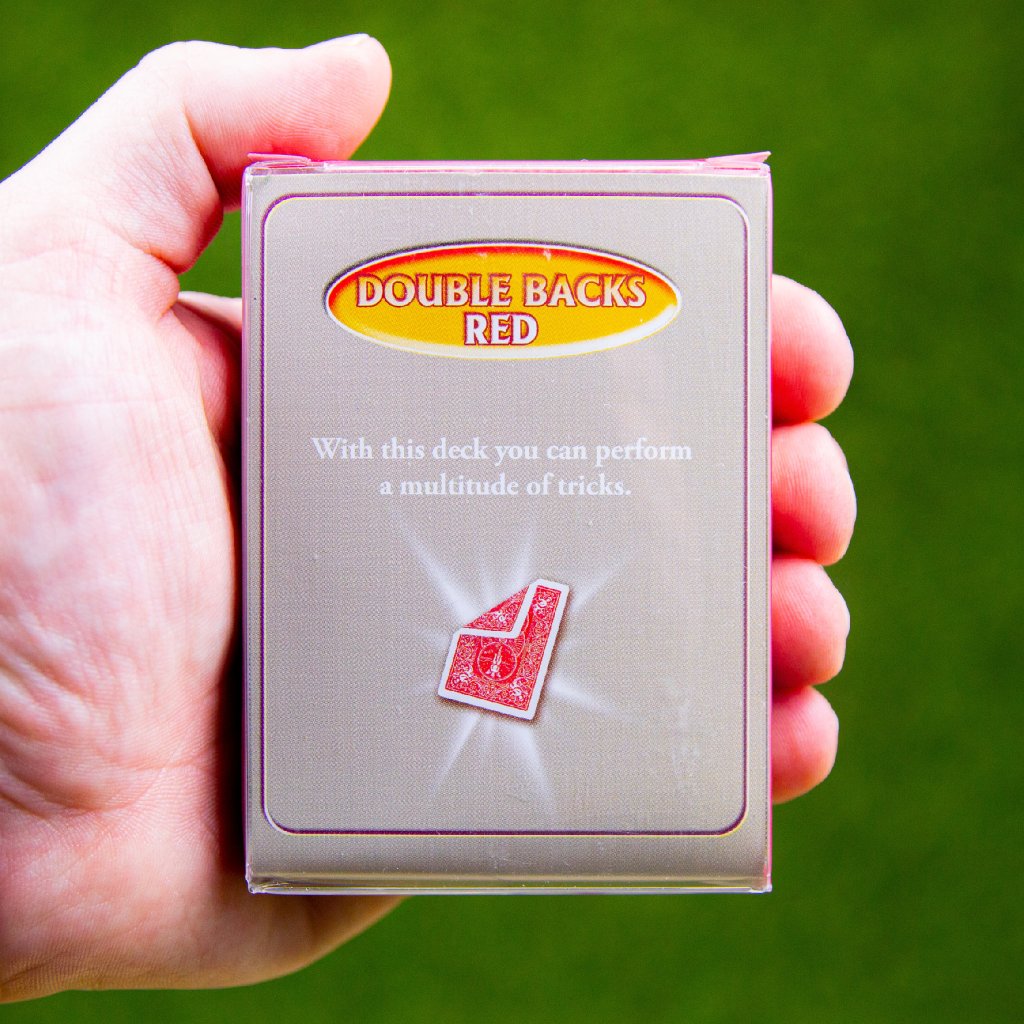 DOUBLE BACKS
RED
With this deck you can perform
a multitude of tricks.